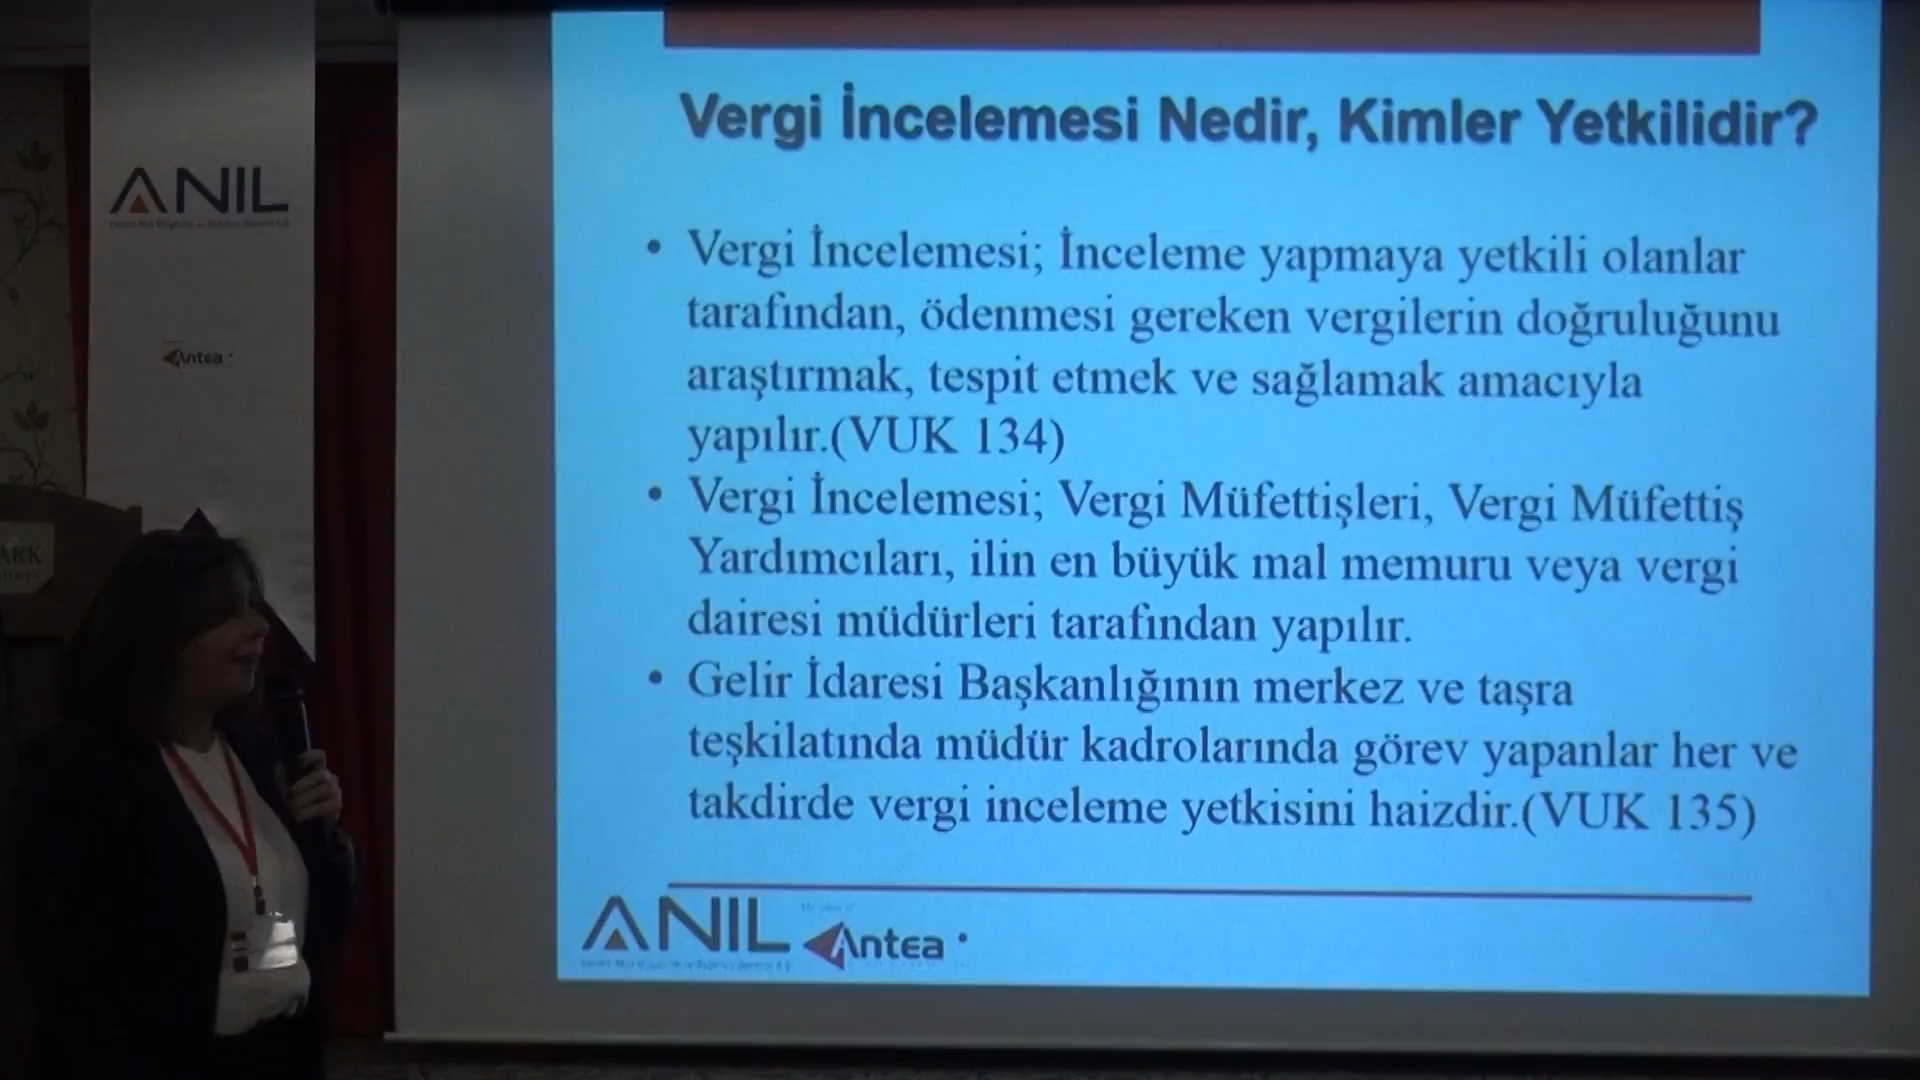 Vergi İncelemesi Nedir, Kimler Yetkilidir?
• Vergi İncelemesi; İnceleme yapmaya yetkili olanlar
tarafından, ödenmesi gereken vergilerin doğruluğunu
araştırmak, tespit etmek ve sağlamak amacıyla
yapılır.(VUK 134)
• Vergi İncelemesi; Vergi Müfettişleri, Vergi Müfettiş
Yardımcıları, ilin en büyük mal memuru veya vergi
dairesi müdürleri tarafından yapılır.
• Gelir İdaresi Başkanlığının merkez ve taşra
teşkilatında müdür kadrolarında görev yapanlar her ve
takdirde vergi inceleme yetkisini haizdir.(VUK 135)
ANIL
Antea
ANIL
Antea
ARK